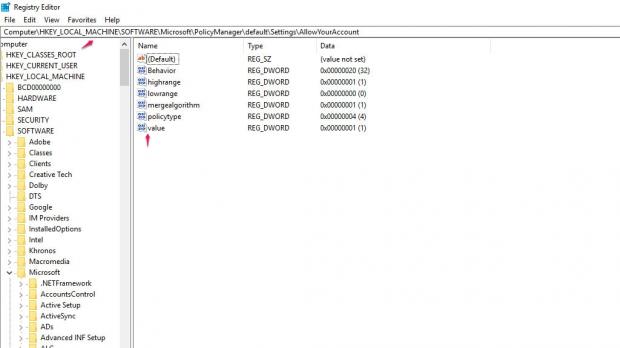 Registry Editor
File Edit View Favorites Help
Computer\HKEY_LOCAL_MACHINE\SOFTWARE\Microsoft\PolicyManager\default\Settings\AllowYourAccount
omputer
HKEY_CLASSES_ROOT
HKEY_CURRENT_USER
HKEY_LOCAL_MACHINE
BCD00000000
HARDWARE
SAM
SECURITY
SOFTWARE
Adobe
Classes
Clients
Creative Tech
Dolby
DTS
Google
IM Providers
InstalledOptions
Intel
Khronos
Macromedia
Microsoft
.NETFramework
AccountsControl
Active Setup
ActiveSync
ADs
Advanced INF Setup
Name Type Data
ab (Default) REG_SZ (value not set)
Behavior REG_DWORD 0x00000020 (32)
highrange REG_DWORD 0x00000001 (1)
lowrange REG_DWORD 0x00000000 (0)
mergealgorithm REG_DWORD 0x00000001 (1)
policytype REG_DWORD 0x00000004 (4)
value REG_DWORD 0x00000001 (1)